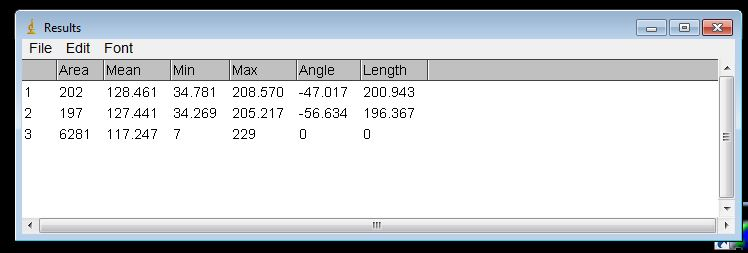 Results
File Edit Font
Area Mean Min Max Angle Length
1 202 128.461 34.781 208.570 -47.017 200.943
2 197 127.441 34.269 205.217 -56.634 196.367
3 6281 117.247 7 229 0 0